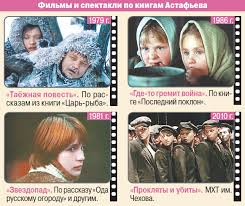 Фильмы и спектакли по книгам Астафьева
1979 г.
1986 г.
«Таёжная повесть». По рас-
сказам из книги «Царь-рыба».
«Где-то гремит война». По кни-
ге «Последний поклон».
1981 г.
2010 г.
«Звездопад». По рассказу «Ода
русскому огороду» и другим.
«Прокляты и убиты». МХТ им.
Чехова.